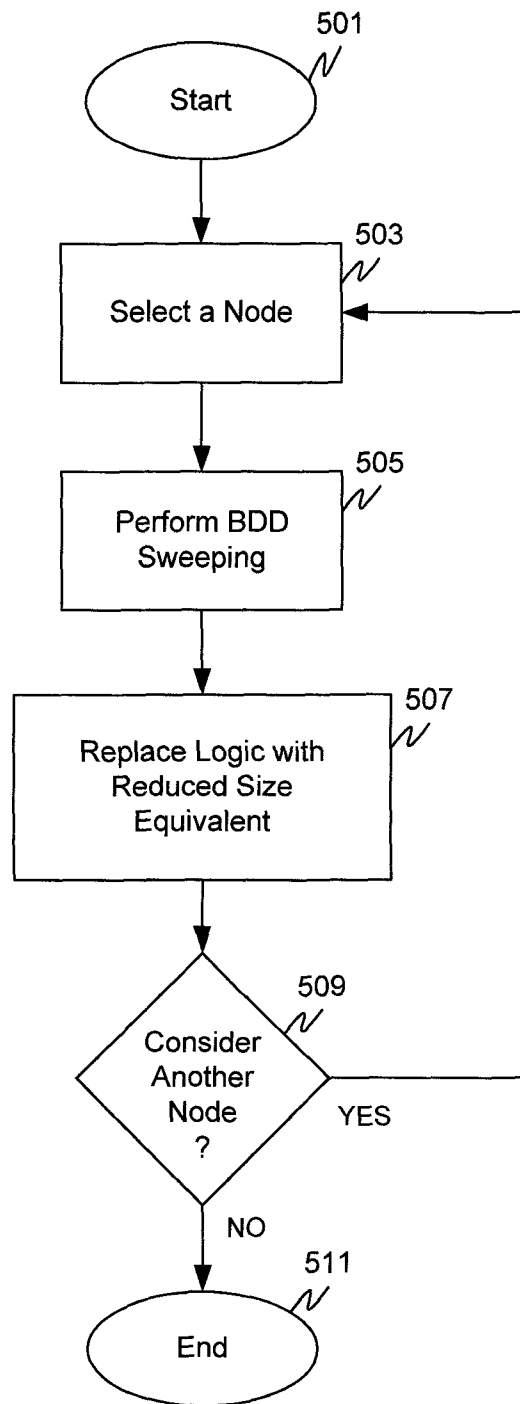 501
Start
503
Select a Node
505
Perform BDD
Sweeping
507
Replace Logic with
Reduced Size
Equivalent
509
Consider
Another
Node
?
YES
NO
511
End